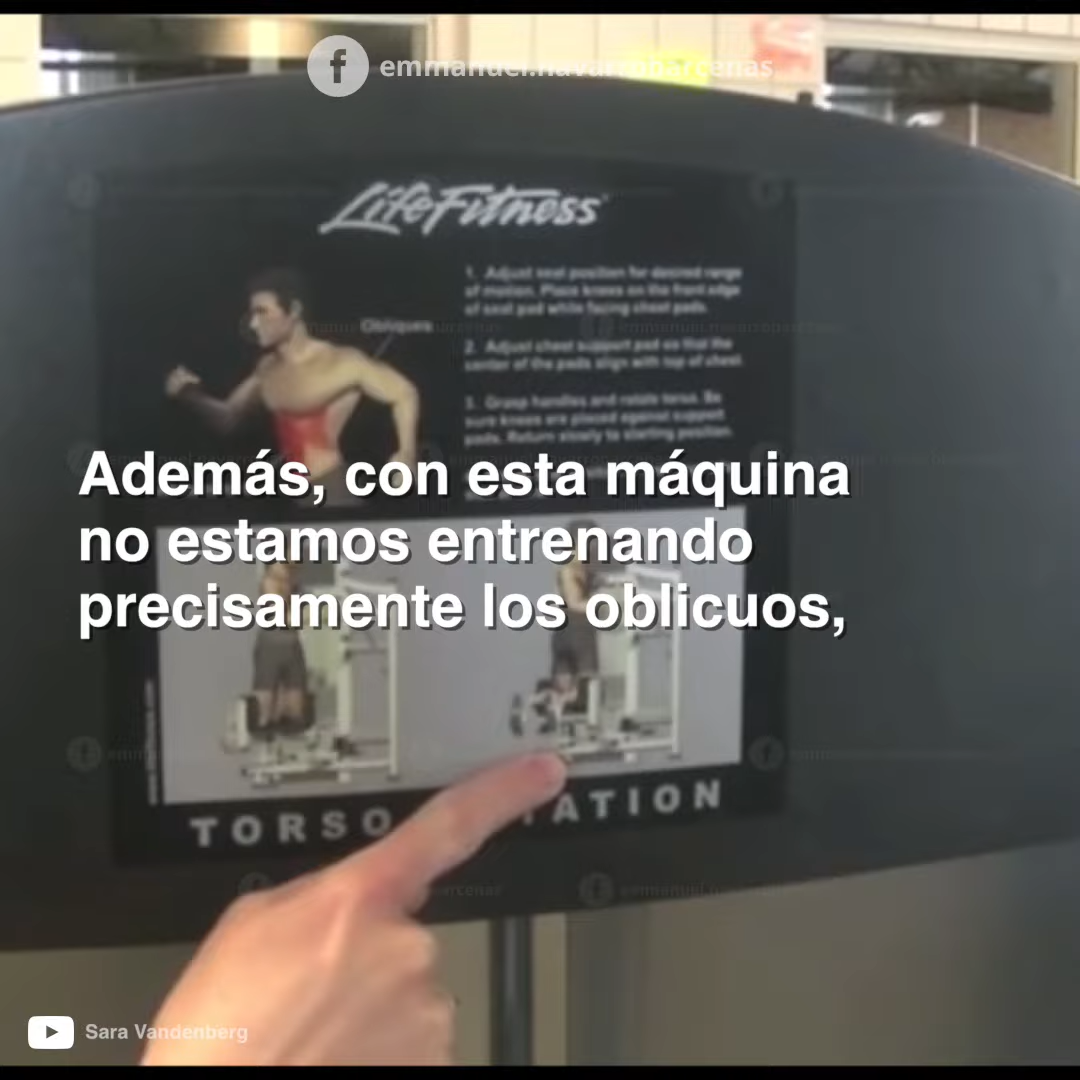 emmanuel.navarrobarcenas
LifeFitness
Obliques
1. Adjust seat position for desired range
of motion. Place knees on the front edge
of seat pad while facing chest pads.
2. Adjust chest support pad so that the
center of the pads align with top of chest.
3. Grasp handles and rotate torso. Be
sure knees are placed against support
pads. Return slowly to starting position.
Además, con esta máquina
no estamos entrenando
precisamente los oblicuos,
TORSO ATION
Sara Vandenberg